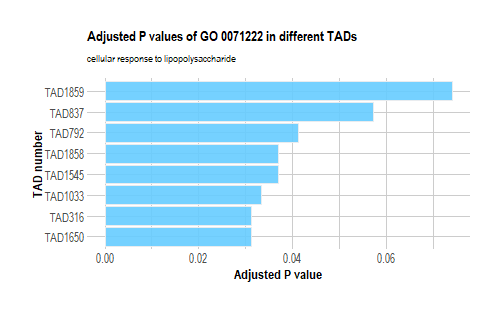 Adjusted P values of GO 0071222 in different TADs
cellular response to lipopolysaccharide
TAD1859
TAD837
TAD792
TAD1858
TAD1545
TAD1033
TAD316
TAD1650
TAD number
0.00 0.02 0.04 0.06
Adjusted P value